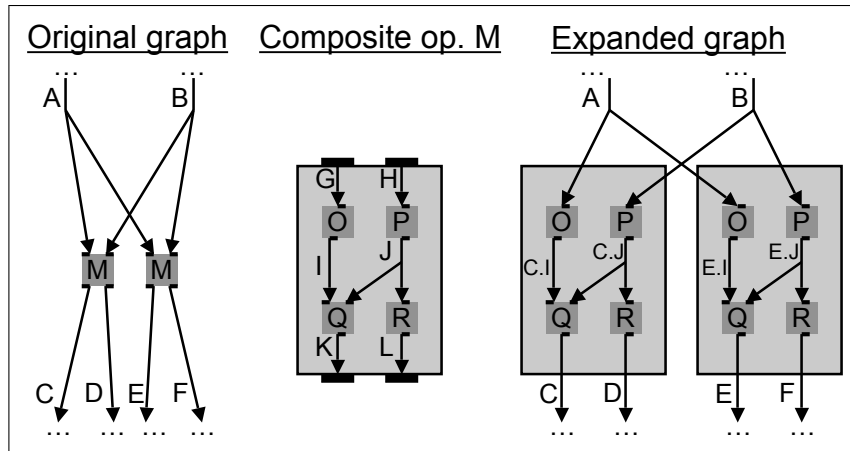 Original graph Composite op. M Expanded graph
... ... ... ...
A B A B
G H
O P O P O P
M M
I J C.I C.J E.I E.J
Q R Q R Q R
K L
C D E F C D E F
... ... ... ... ... ... ... ...